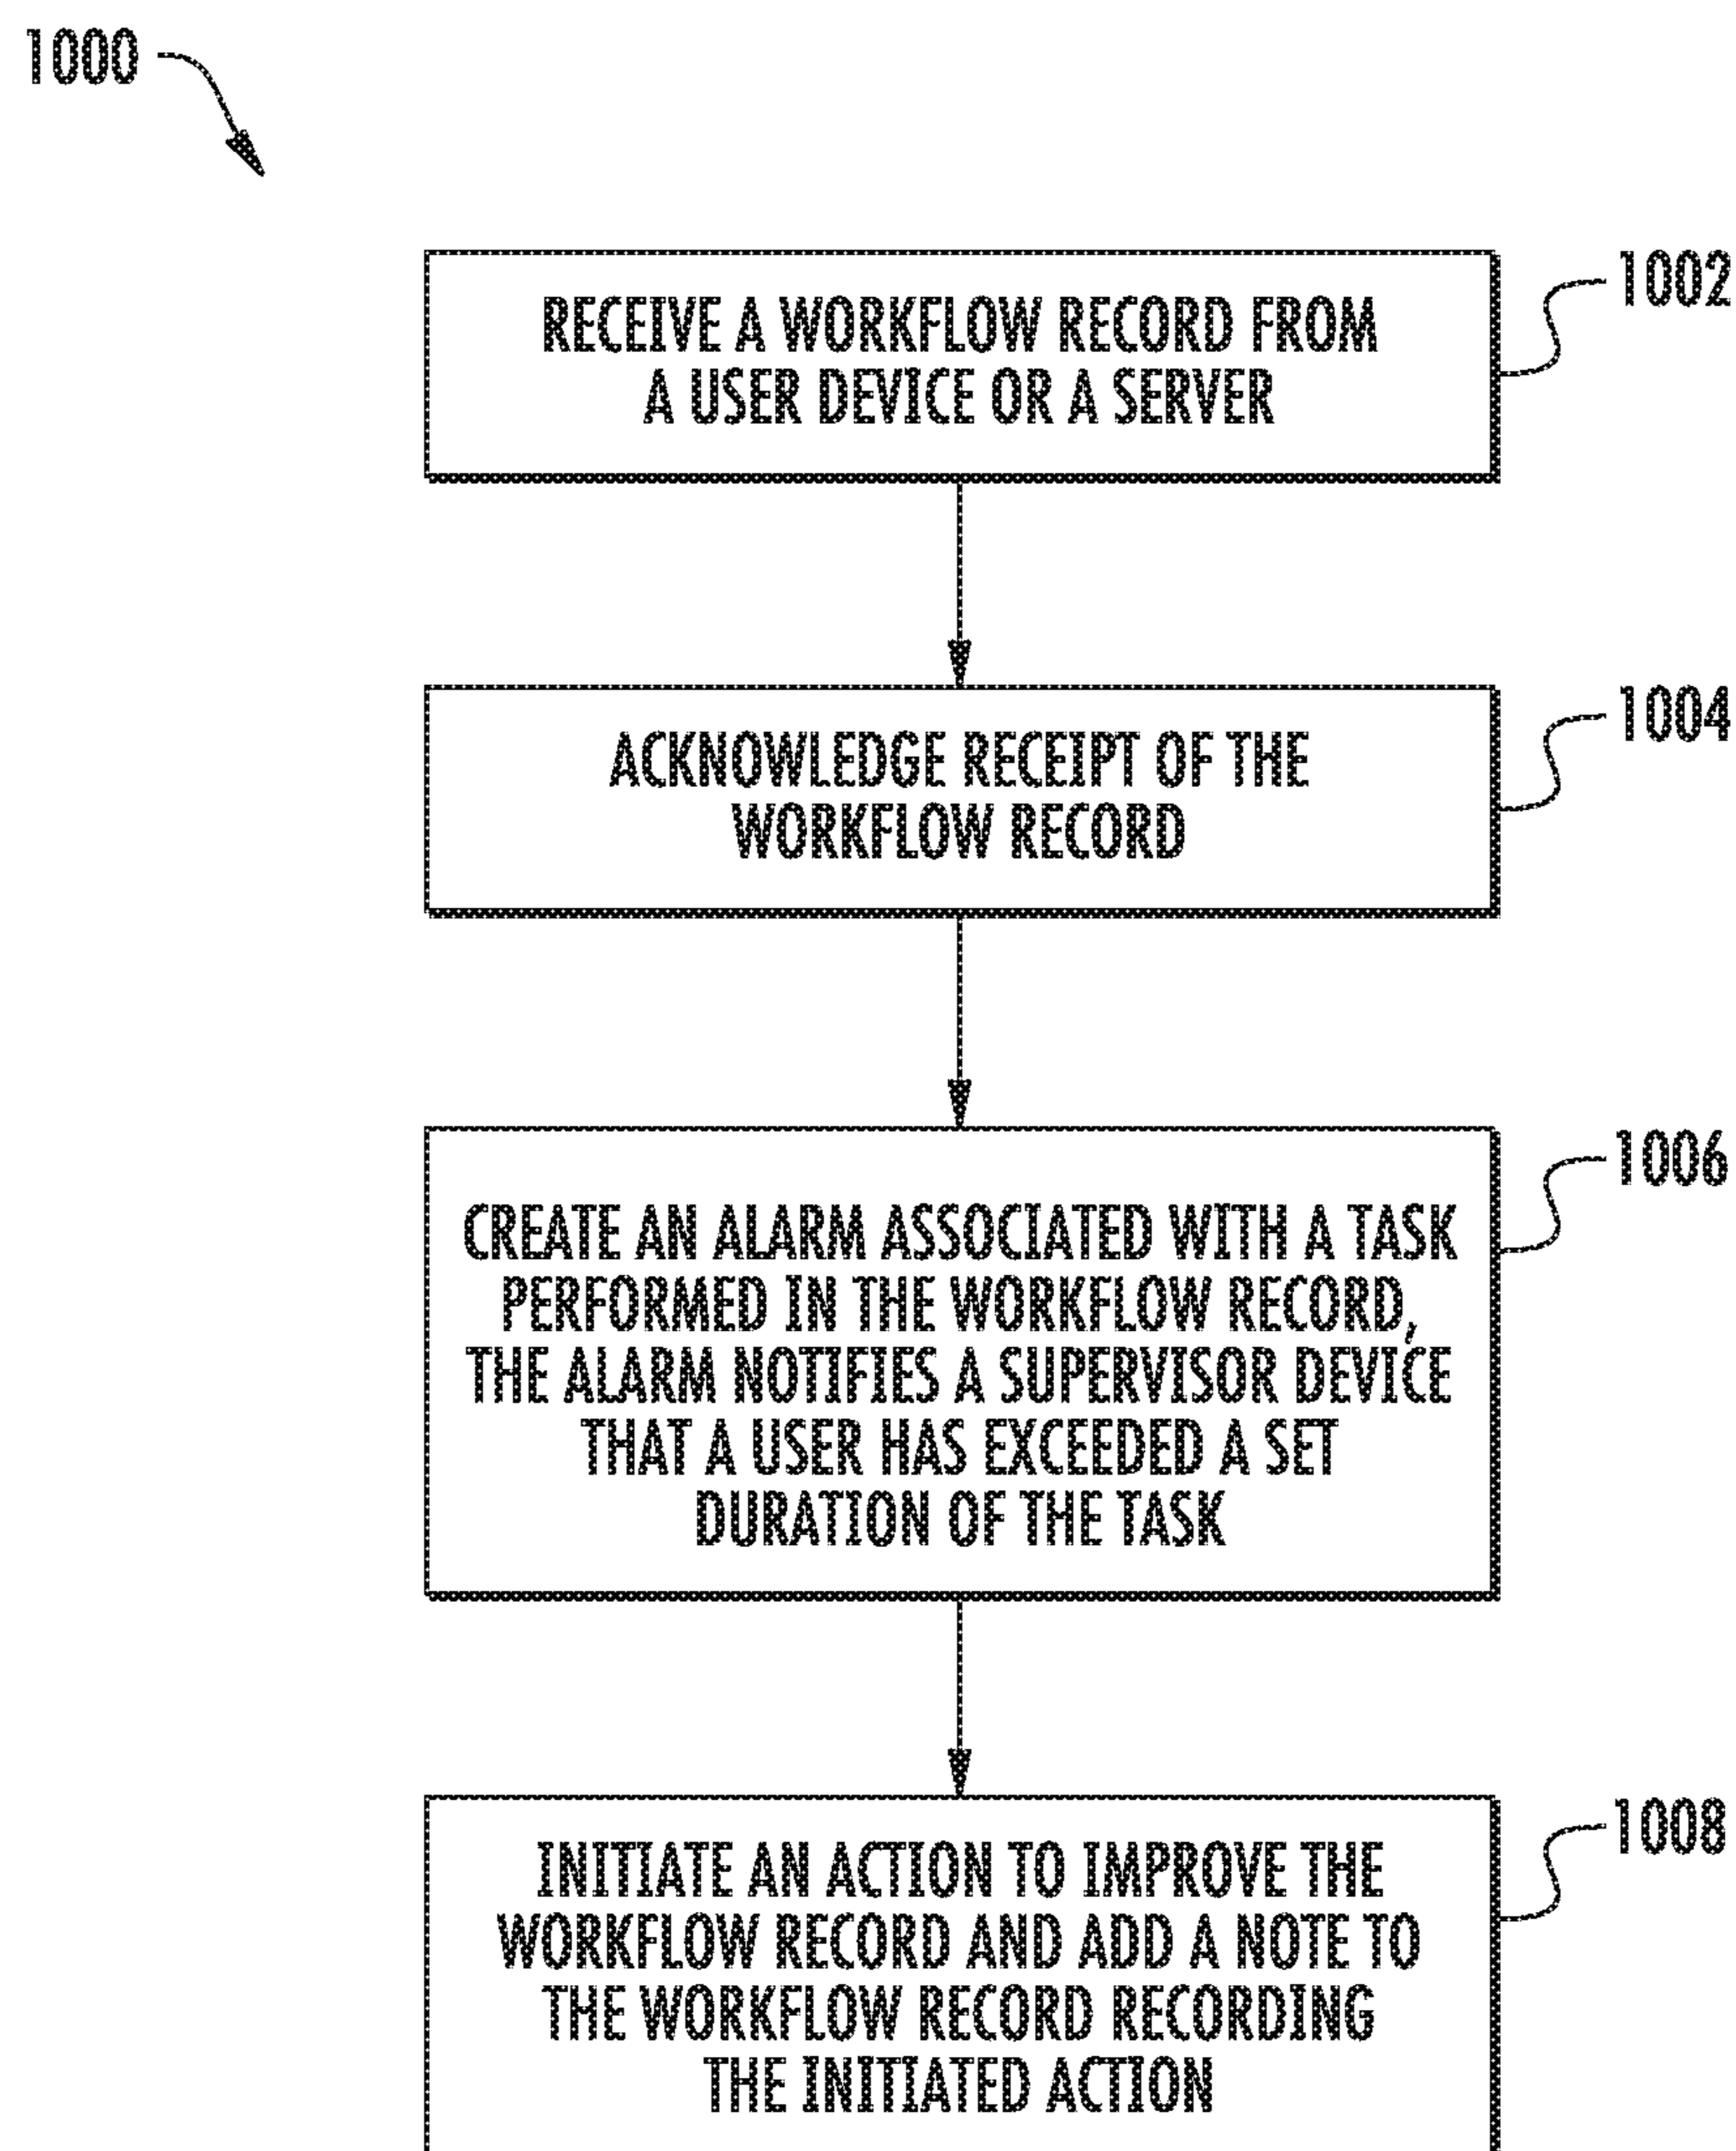 1000
1002
RECEIVE A WORKFLOW RECORD FROM
A USER DEVICE OR A SERVER
1004
ACKNOWLEDGE RECEIPT OF THE
WORKFLOW RECORD
1006
CREATE AN ALARM ASSOCIATED WITH A TASK
PERFORMED IN THE WORKFLOW RECORD,
THE ALARM NOTIFIES A SUPERVISOR DEVICE
THAT A USER HAS EXCEEDED A SET
DURATION OF THE TASK
1008
INITIATE AN ACTION TO IMPROVE THE
WORKFLOW RECORD AND ADD A NOTE TO
THE WORKFLOW RECORD RECORDING
THE INITIATED ACTION